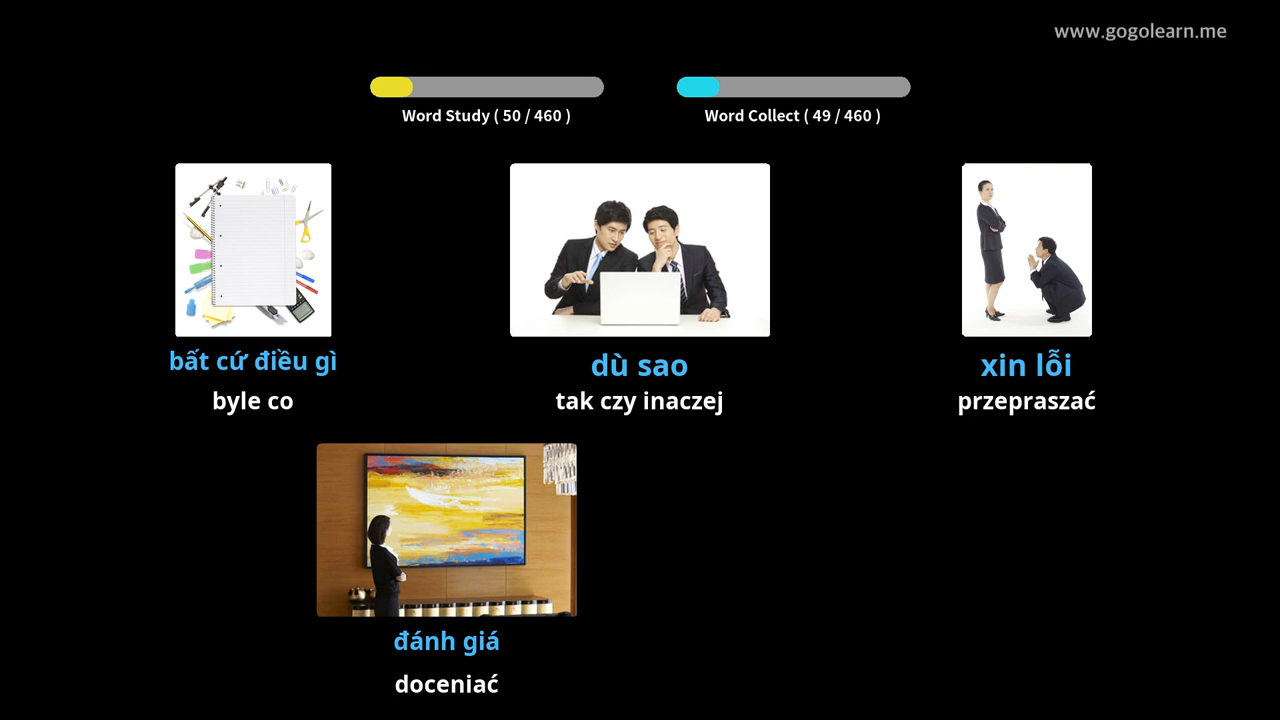 www.gogolearn.me
Word Study ( 50 / 460 )
Word Collect ( 49 / 460 )
bất cứ điều gì
byle co
dù sao
tak czy inaczej
xin lỗi
przepraszać
đánh giá
doceniać